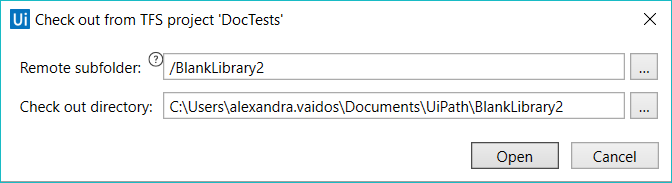 Ui Check out from TFS project 'DocTests'
Remote subfolder: ? /BlankLibrary2 ...
Check out directory: C:\Users\alexandra.vaidos\Documents\UiPath\BlankLibrary2 ...
Open Cancel